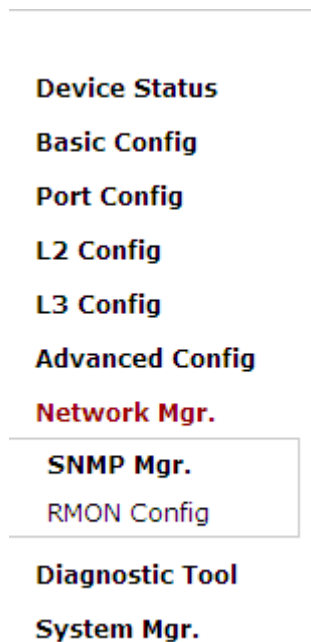 Device Status
Basic Config
Port Config
L2 Config
L3 Config
Advanced Config
Network Mgr.
SNMP Mgr.
RMON Config
Diagnostic Tool
System Mgr.